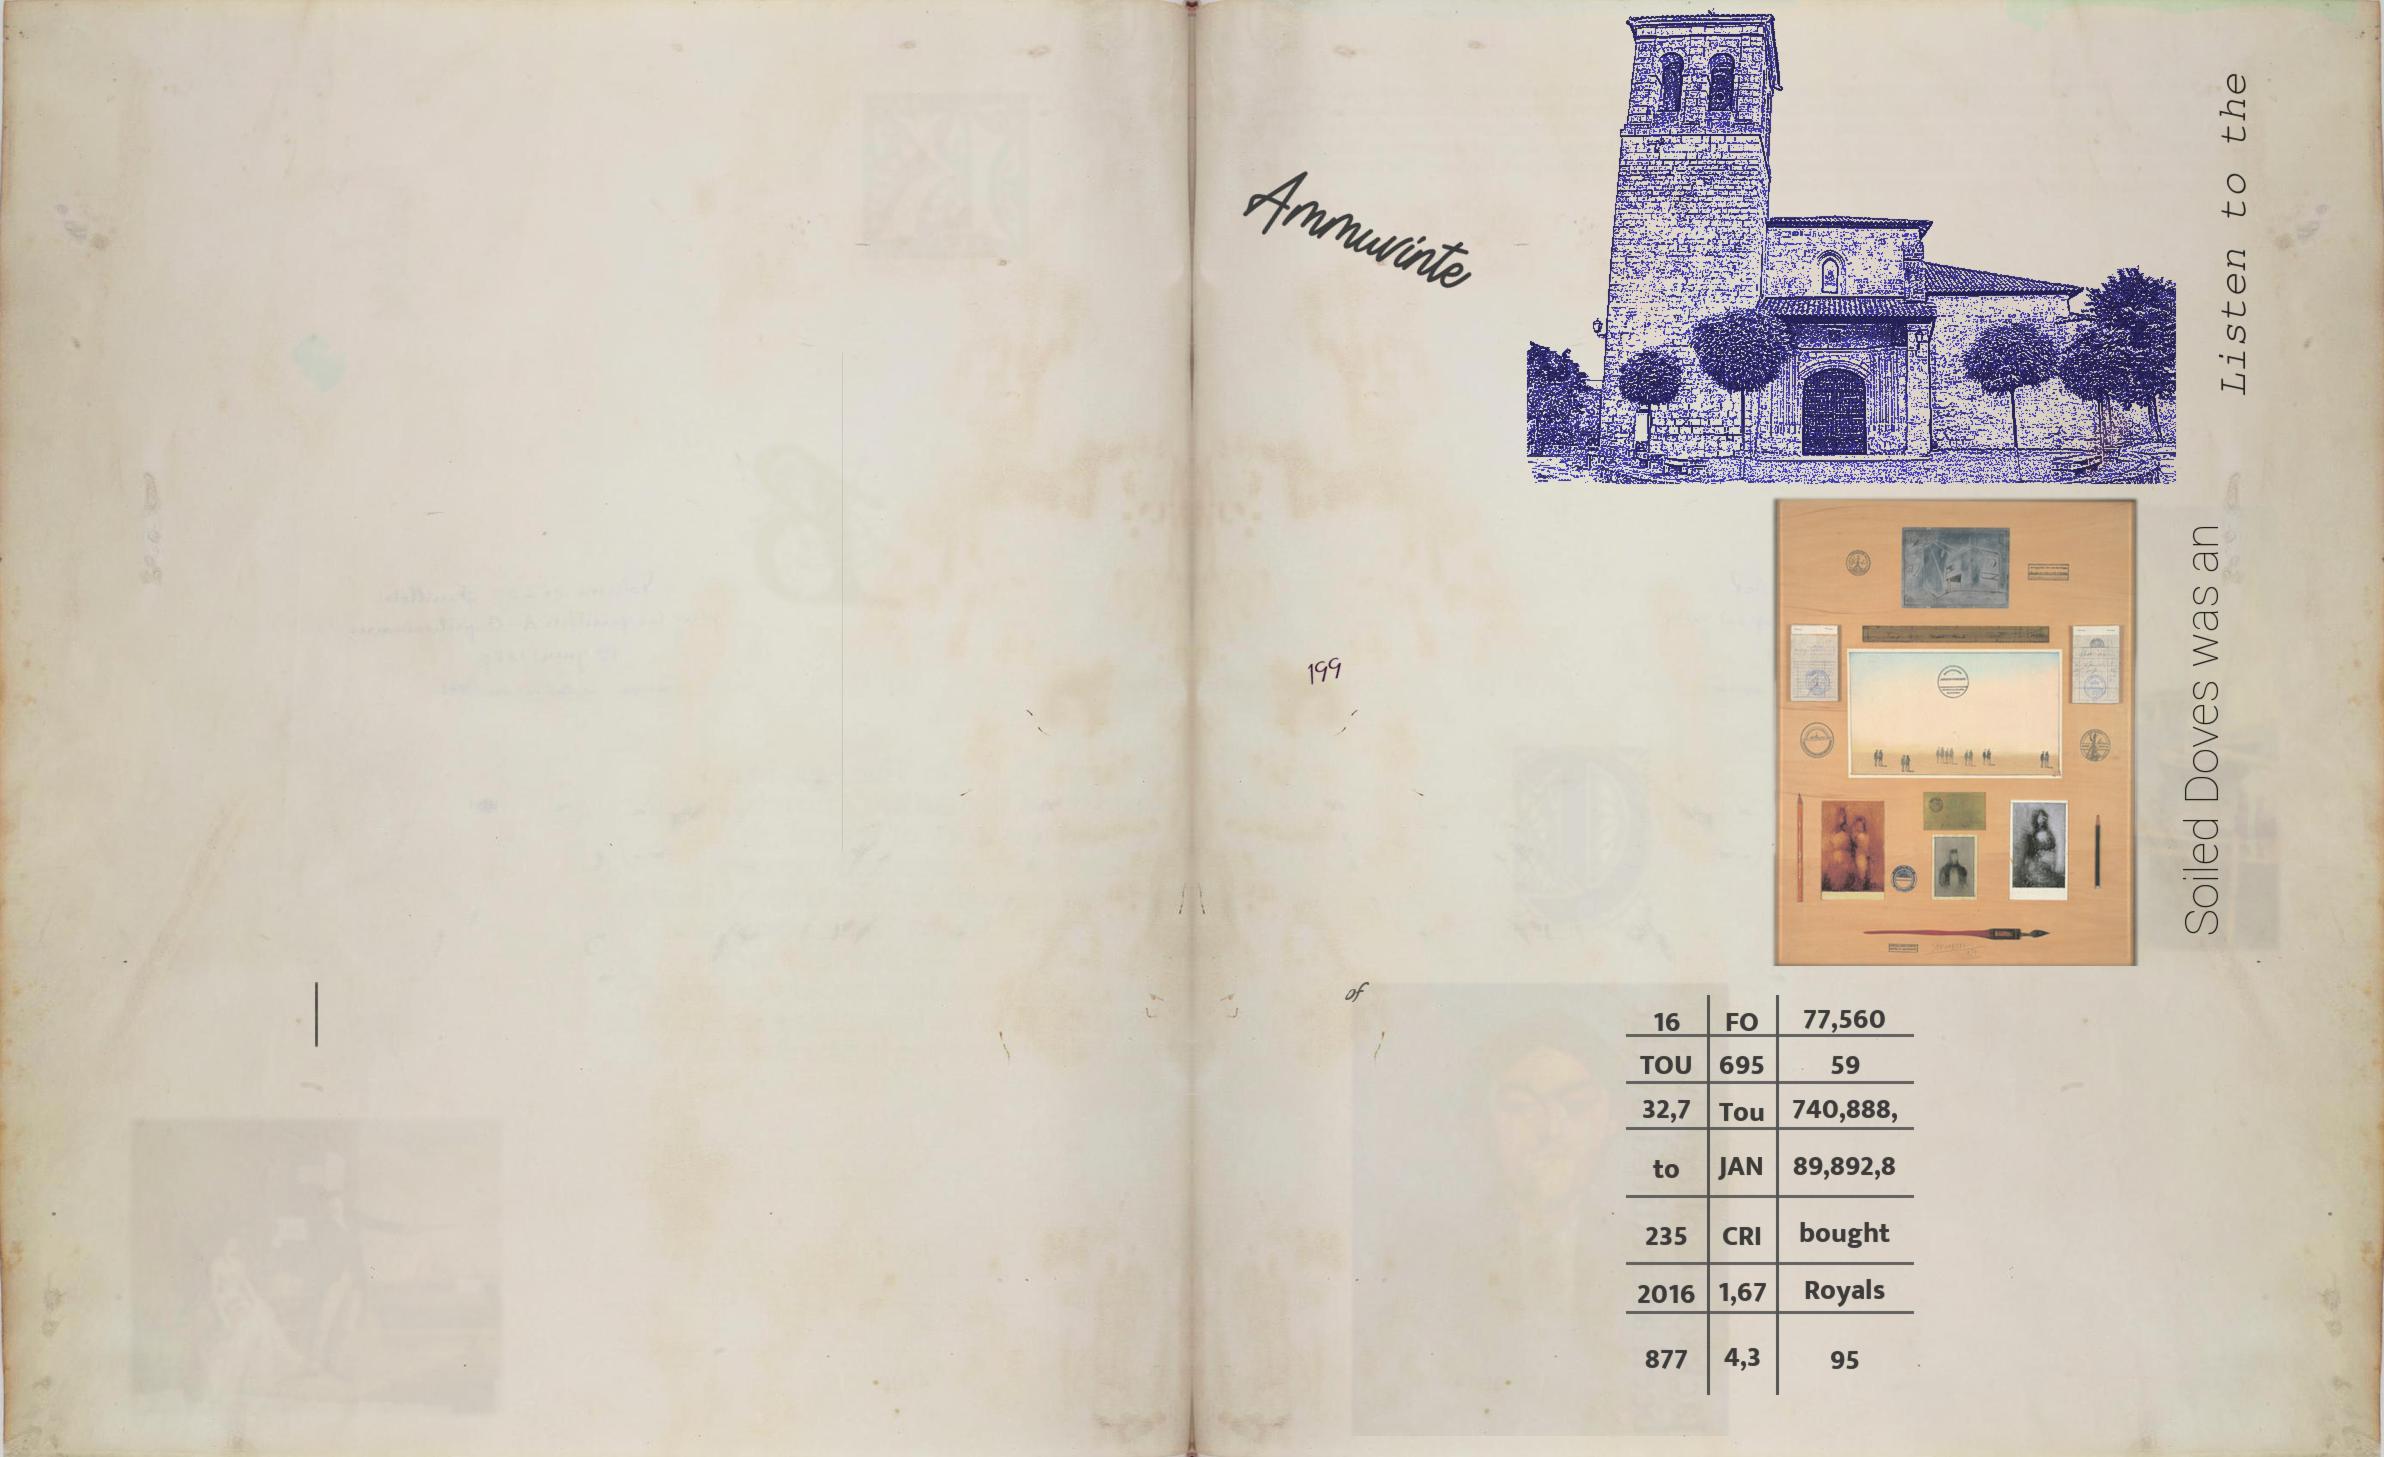 Ammuvinte
Listen to the
Soiled Doves was an
199
of
16 FO 77,560
TOU 695 59
32,7 Tou 740,888,
to JAN 89,892,8
235 CRI bought
2016 1,67 Royals
877 4,3 95